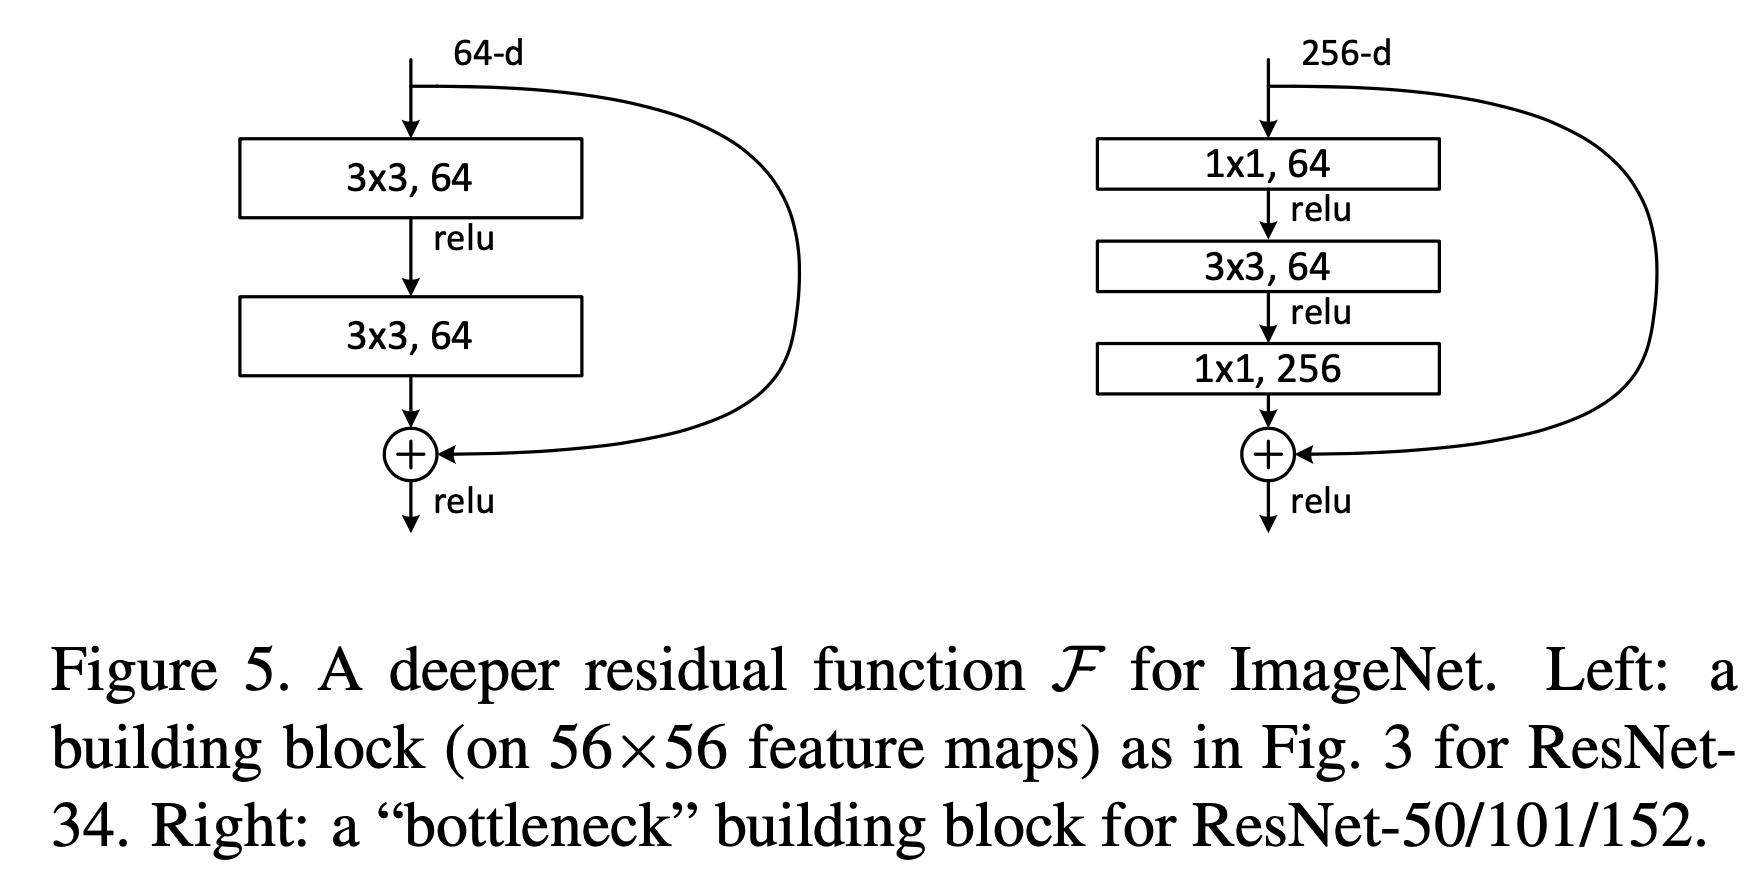 64-d
3x3, 64
relu
3x3, 64
+
relu
256-d
1x1, 64
relu
3x3, 64
relu
1x1, 256
+
relu
Figure 5. A deeper residual function ℱ for ImageNet. Left: a
building block (on 56×56 feature maps) as in Fig. 3 for ResNet-
34. Right: a “bottleneck” building block for ResNet-50/101/152.